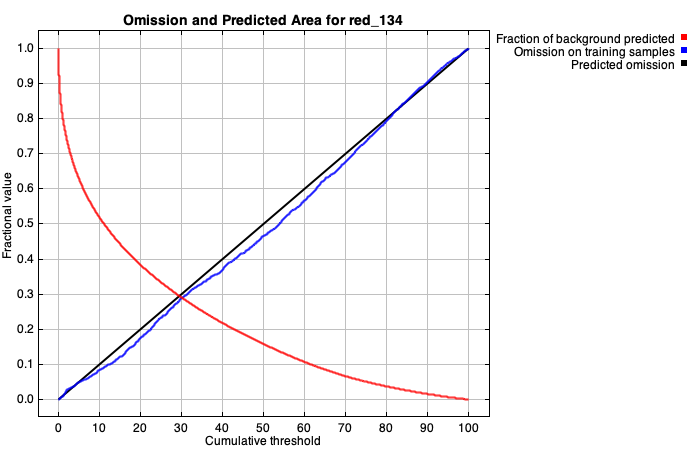 Omission and Predicted Area for red_134
Fraction of background predicted
Omission on training samples
Predicted omission
Fractional value
1.0
0.9
0.8
0.7
0.6
0.5
0.4
0.3
0.2
0.1
0.0
0 10 20 30 40 50 60 70 80 90 100
Cumulative threshold